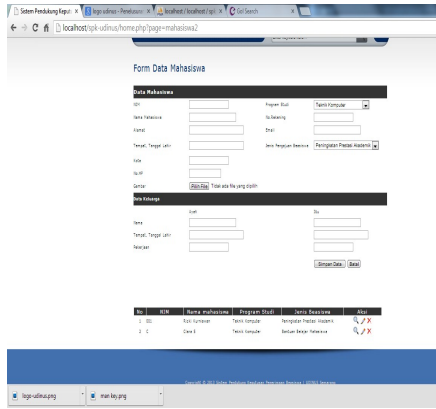 Sistem Pendukung Keput
logo udinus - Penelusuran
localhost / localhost / spk
Go! Search
localhost/spk-udinus/home.php?page=mahasiswa2
Form Data Mahasiswa
Data Mahasiswa
NIM
Program Studi
Teknik Komputer
Nama Mahasiswa
No.Rekening
Alamat
Email
Tempat, Tanggal Lahir
Jenis Pengajuan Beasiswa
Peningkatan Prestasi Akademik
Kota
No.HP
Gambar
Pilih File
Tidak ada file yang dipilih
Data Keluarga
Ayah
Ibu
Nama
Tempat, Tanggal Lahir
Pekerjaan
Simpan Data
Batal
No NIM Nama mahasiswa Program Studi Jenis Beasiswa Aksi
1 Rizki Kurniawan Teknik Komputer Peningkatan Prestasi Akademik
2 Teknik Komputer Bantuan Belajar Mahasiswa
logo-udinus.png
man key.png